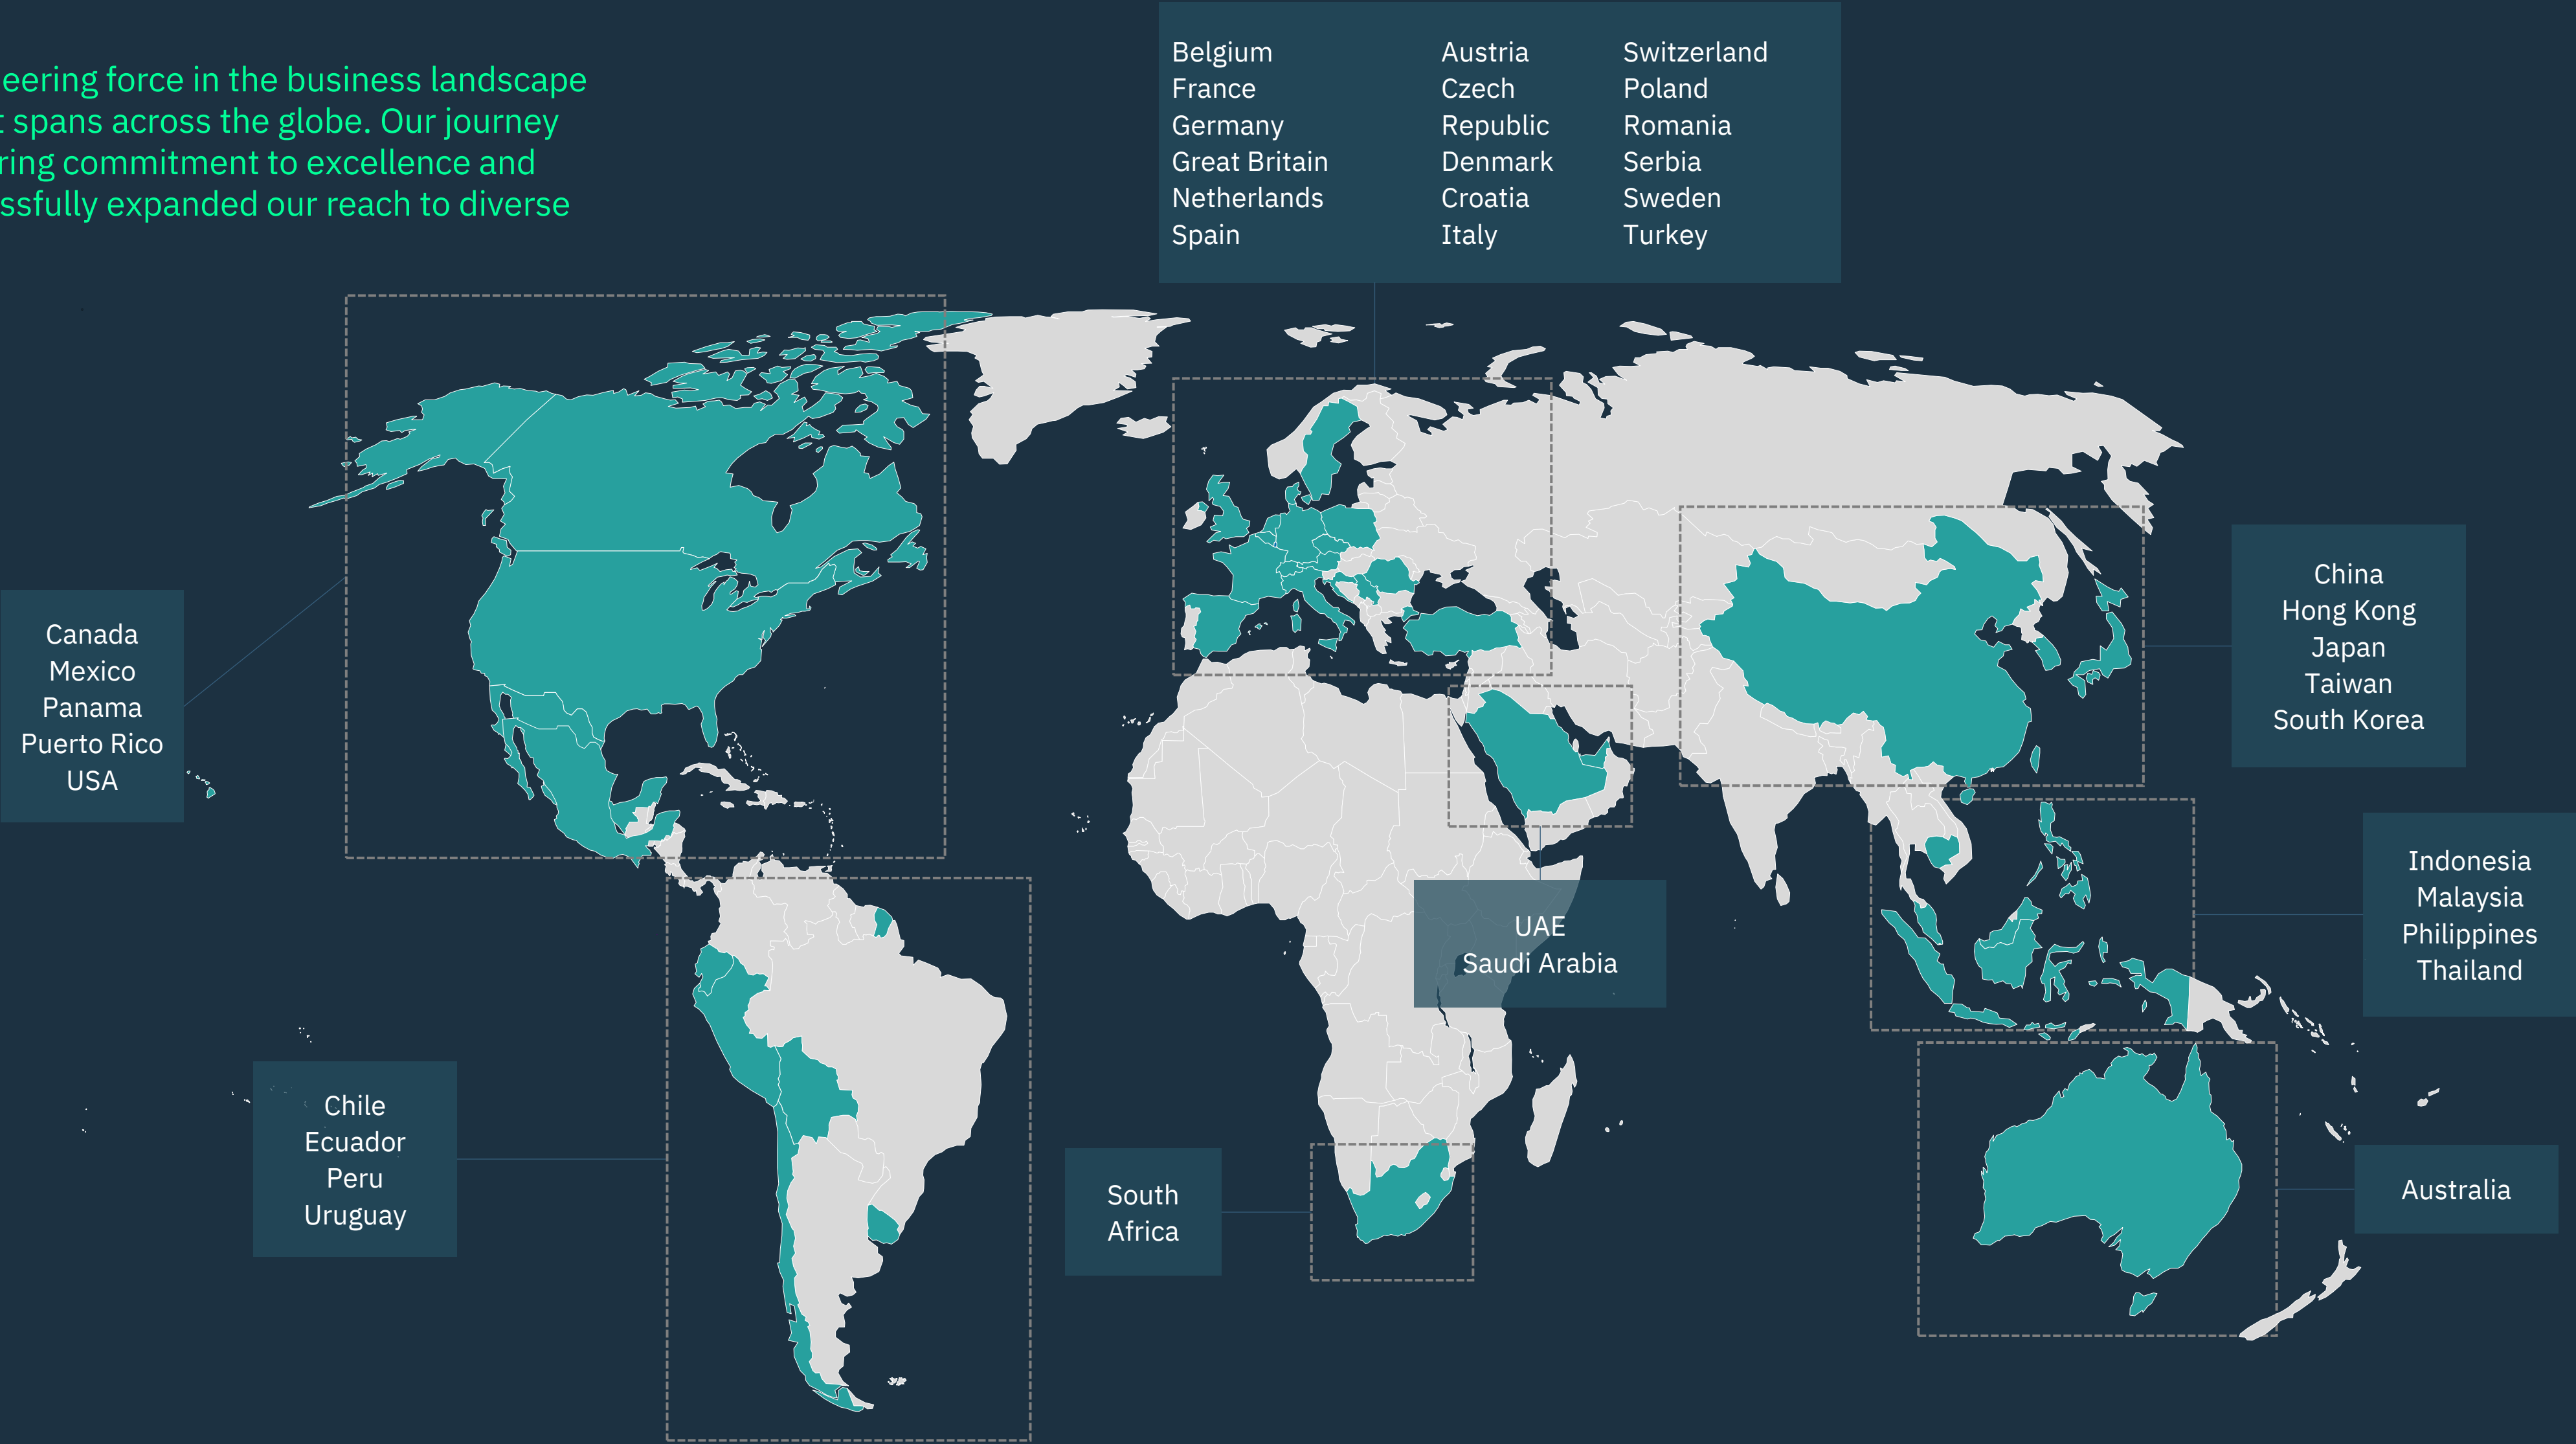 eering force in the business landscape
t spans across the globe. Our journey
ring commitment to excellence and
ssfully expanded our reach to diverse
Belgium
France
Germany
Great Britain
Netherlands
Spain
Austria
Czech
Republic
Denmark
Croatia
Italy
Switzerland
Poland
Romania
Serbia
Sweden
Turkey
Canada
Mexico
Panama
Puerto Rico
USA
China
Hong Kong
Japan
Taiwan
South Korea
Indonesia
Malaysia
Philippines
Thailand
UAE
Saudi Arabia
Chile
Ecuador
Peru
Uruguay
South
Africa
Australia